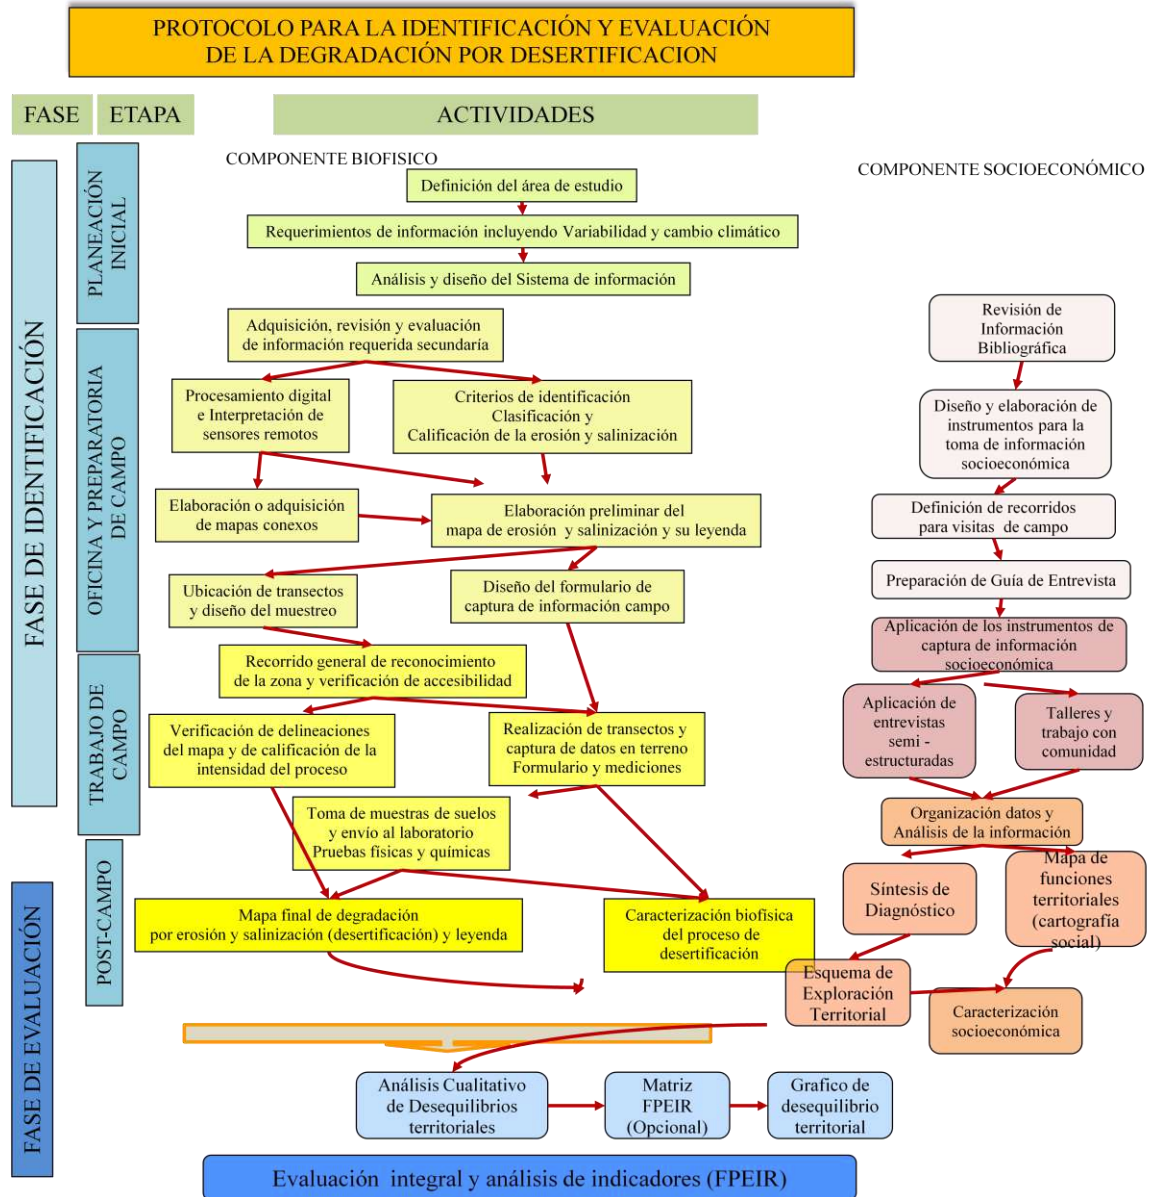 PROTOCOLO PARA LA IDENTIFICACIÓN Y EVALUACIÓN
DE LA DEGRADACIÓN POR DESERTIFICACION
FASE
ETAPA
ACTIVIDADES
FASE DE IDENTIFICACIÓN
FASE DE EVALUACIÓN
PLANEACIÓN
INICIAL
OFICINA Y PREPARATORIA
DE CAMPO
TRABAJO DE
CAMPO
POST-CAMPO
COMPONENTE BIOFISICO
Definición del área de estudio
Requerimientos de información incluyendo Variabilidad y cambio climático
Análisis y diseño del Sistema de información
Adquisición, revisión y evaluación
de información requerida secundaría
Procesamiento digital
e Interpretación de
sensores remotos
Criterios de identificación
Clasificación y
Calificación de la erosión y salinización
Elaboración o adquisición
de mapas conexos
Elaboración preliminar del
mapa de erosión y salinización y su leyenda
Ubicación de transectos
y diseño del muestreo
Diseño del formulario de
captura de información campo
Recorrido general de reconocimiento
de la zona y verificación de accesibilidad
Verificación de delineaciones
del mapa y de calificación de la
intensidad del proceso
Realización de transectos y
captura de datos en terreno
Formulario y mediciones
Toma de muestras de suelos
y envío al laboratorio
Pruebas físicas y químicas
Mapa final de degradación
por erosión y salinización (desertificación) y leyenda
Caracterización biofísica
del proceso de
desertificación
COMPONENTE SOCIOECONÓMICO
Revisión de
Información
Bibliográfica
Diseño y elaboración de
instrumentos para la
toma de información
socioeconómica
Definición de recorridos
para visitas de campo
Preparación de Guía de Entrevista
Aplicación de los instrumentos de
captura de información
socioeconómica
Aplicación de
entrevistas
semi -
estructuradas
Talleres y
trabajo con
comunidad
Organización datos y
Análisis de la información
Síntesis de
Diagnóstico
Mapa de
funciones
territoriales
(cartografía
social)
Esquema de
Exploración
Territorial
Caracterización
socioeconómica
Análisis Cualitativo
de Desequilibrios
territoriales
Matriz
FPEIR
(Opcional)
Grafico de
desequilibrio
territorial
Evaluación integral y análisis de indicadores (FPEIR)